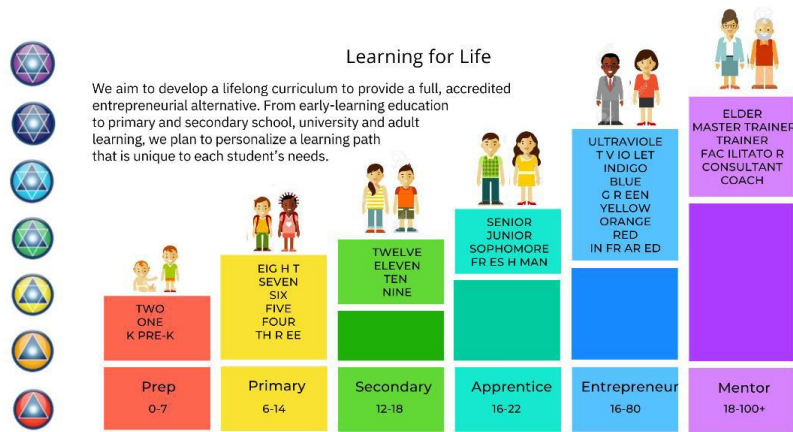 Learning for Life
We aim to develop a lifelong curriculum to provide a full, accredited
entrepreneurial alternative. From early-learning education
to primary and secondary school, university and adult
learning, we plan to personalize a learning path
that is unique to each student's needs.
TWO
ONE
K PRE-K
Prep
0-7
EIG H T
SEVEN
SIX
FIVE
FOUR
TH R EE
Primary
6-14
TWELVE
ELEVEN
TEN
NINE
Secondary
12-18
SENIOR
JUNIOR
SOPHOMORE
FR ES H MAN
Apprentice
16-22
ULTRAVIOLE
T V IO LET
INDIGO
BLUE
G R EEN
YELLOW
ORANGE
RED
IN FR AR ED
Entrepreneur
16-80
ELDER
MASTER TRAINER
TRAINER
FAC ILITATO R
CONSULTANT
COACH
Mentor
18-100+